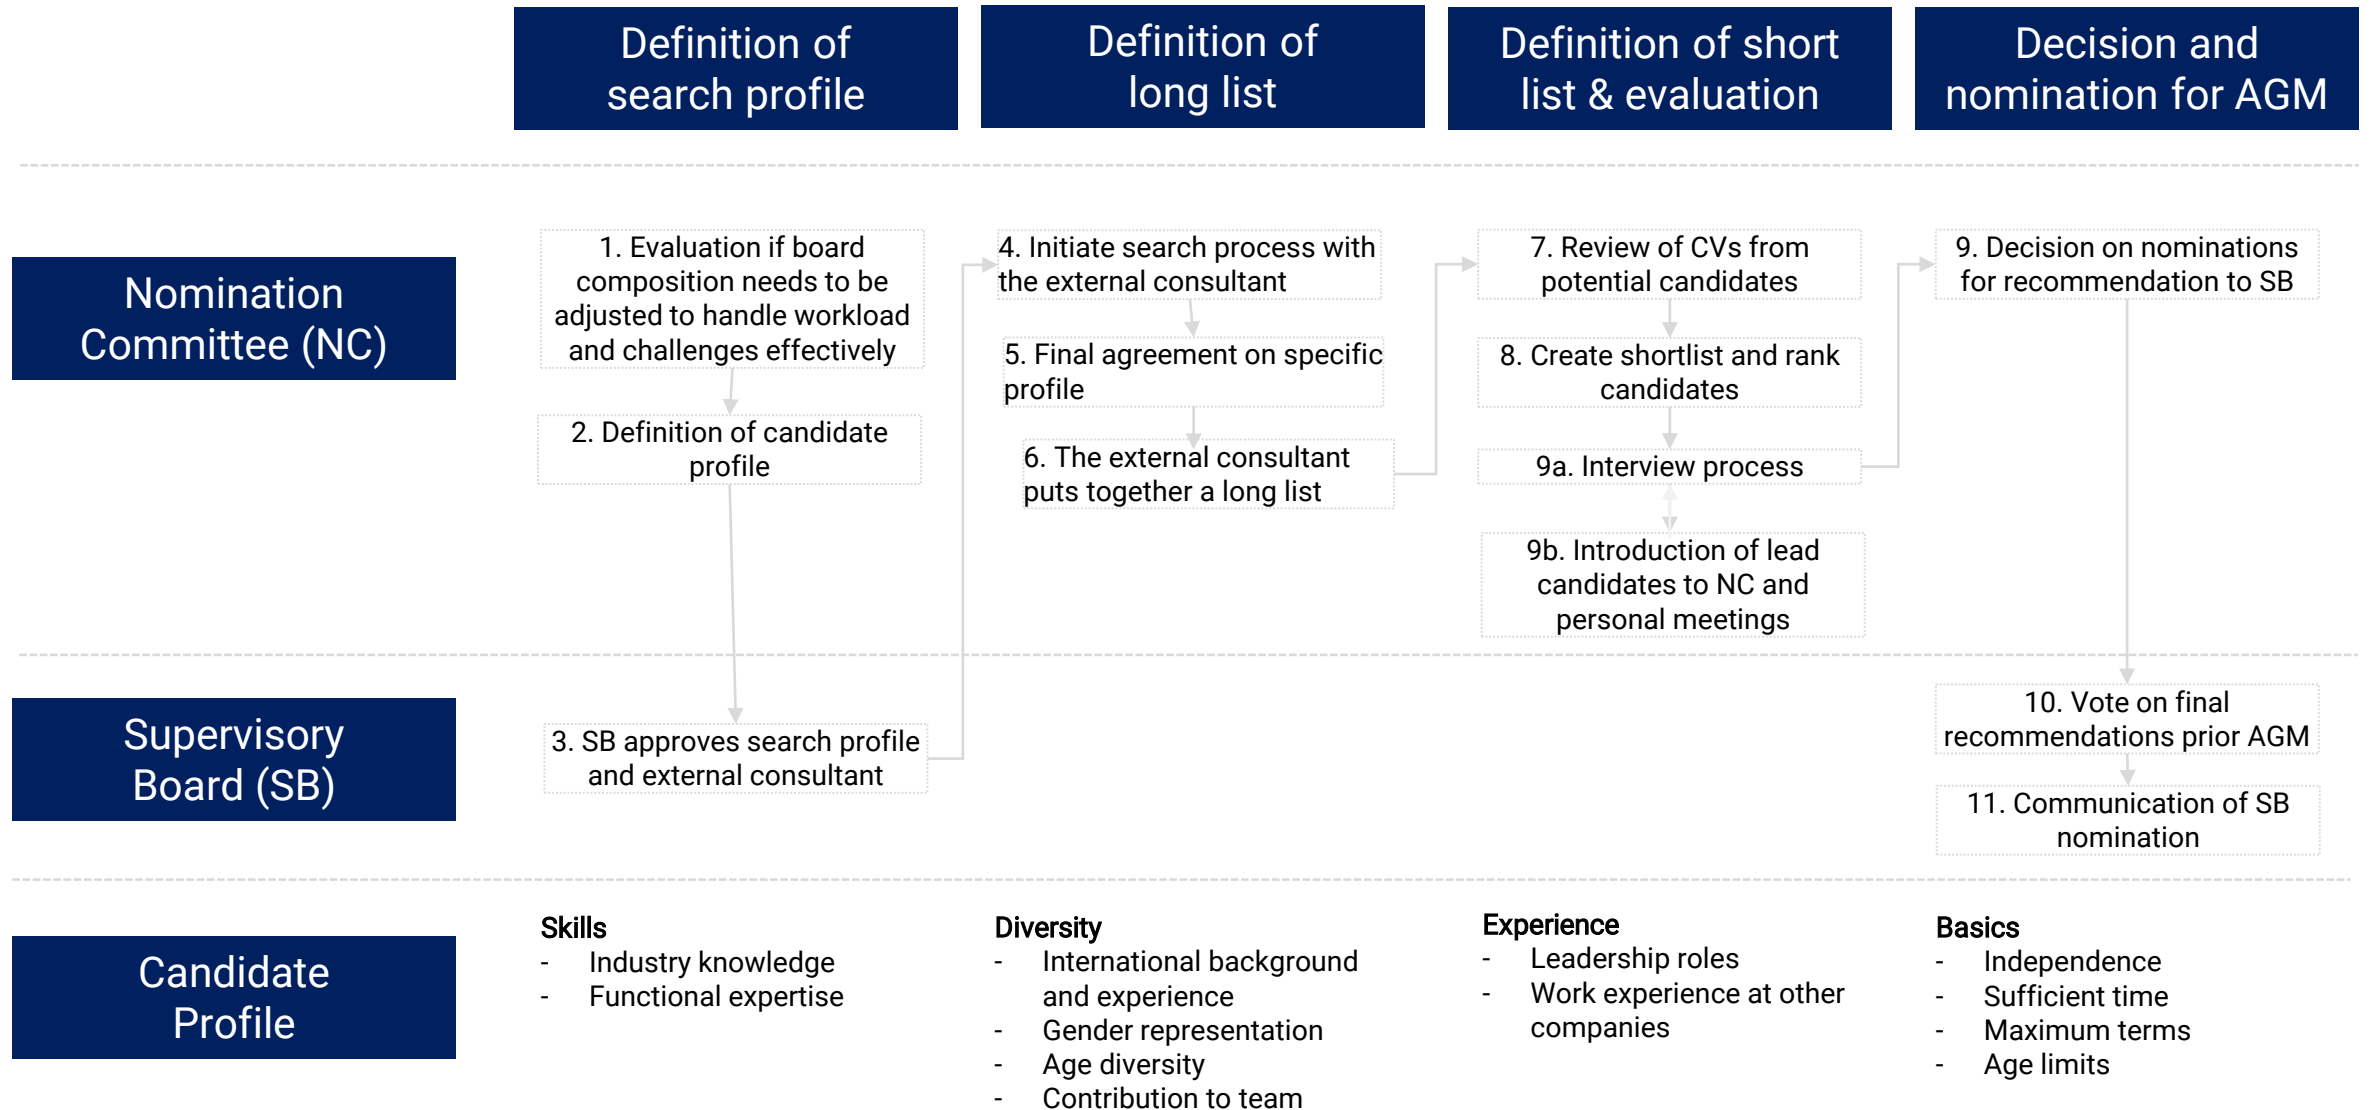 Definition of
search profile
Definition of
long list
Definition of short
list & evaluation
Decision and
nomination for AGM
Nomination
Committee (NC)
1. Evaluation if board
composition needs to be
adjusted to handle workload
and challenges effectively
2. Definition of candidate
profile
4. Initiate search process with
the external consultant
5. Final agreement on specific
profile
6. The external consultant
puts together a long list
7. Review of CVs from
potential candidates
8. Create shortlist and rank
candidates
9a. Interview process
9b. Introduction of lead
candidates to NC and
personal meetings
9. Decision on nominations
for recommendation to SB
Supervisory
Board (SB)
3. SB approves search profile
and external consultant
10. Vote on final
recommendations prior AGM
11. Communication of SB
nomination
Candidate
Profile
Skills
- Industry knowledge
- Functional expertise
Diversity
- International background
and experience
- Gender representation
- Age diversity
- Contribution to team
Experience
- Leadership roles
- Work experience at other
companies
Basics
- Independence
- Sufficient time
- Maximum terms
- Age limits